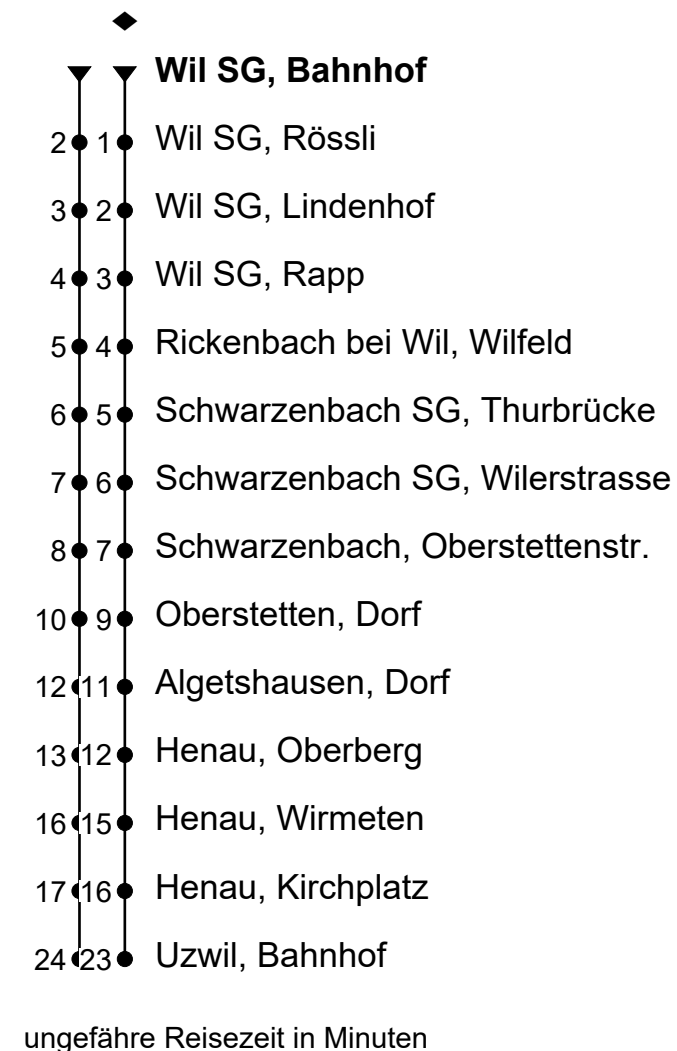 Wil SG, Bahnhof
2 1 Wil SG, Rössli
3 2 Wil SG, Lindenhof
4 3 Wil SG, Rapp
5 4 Rickenbach bei Wil, Wilfeld
6 5 Schwarzenbach SG, Thurbrücke
7 6 Schwarzenbach SG, Wilerstrasse
8 7 Schwarzenbach, Oberstettenstr.
10 9 Oberstetten, Dorf
12 11 Algetshausen, Dorf
13 12 Henau, Oberberg
16 15 Henau, Wirmeten
17 16 Henau, Kirchplatz
24 23 Uzwil, Bahnhof
ungefähre Reisezeit in Minuten